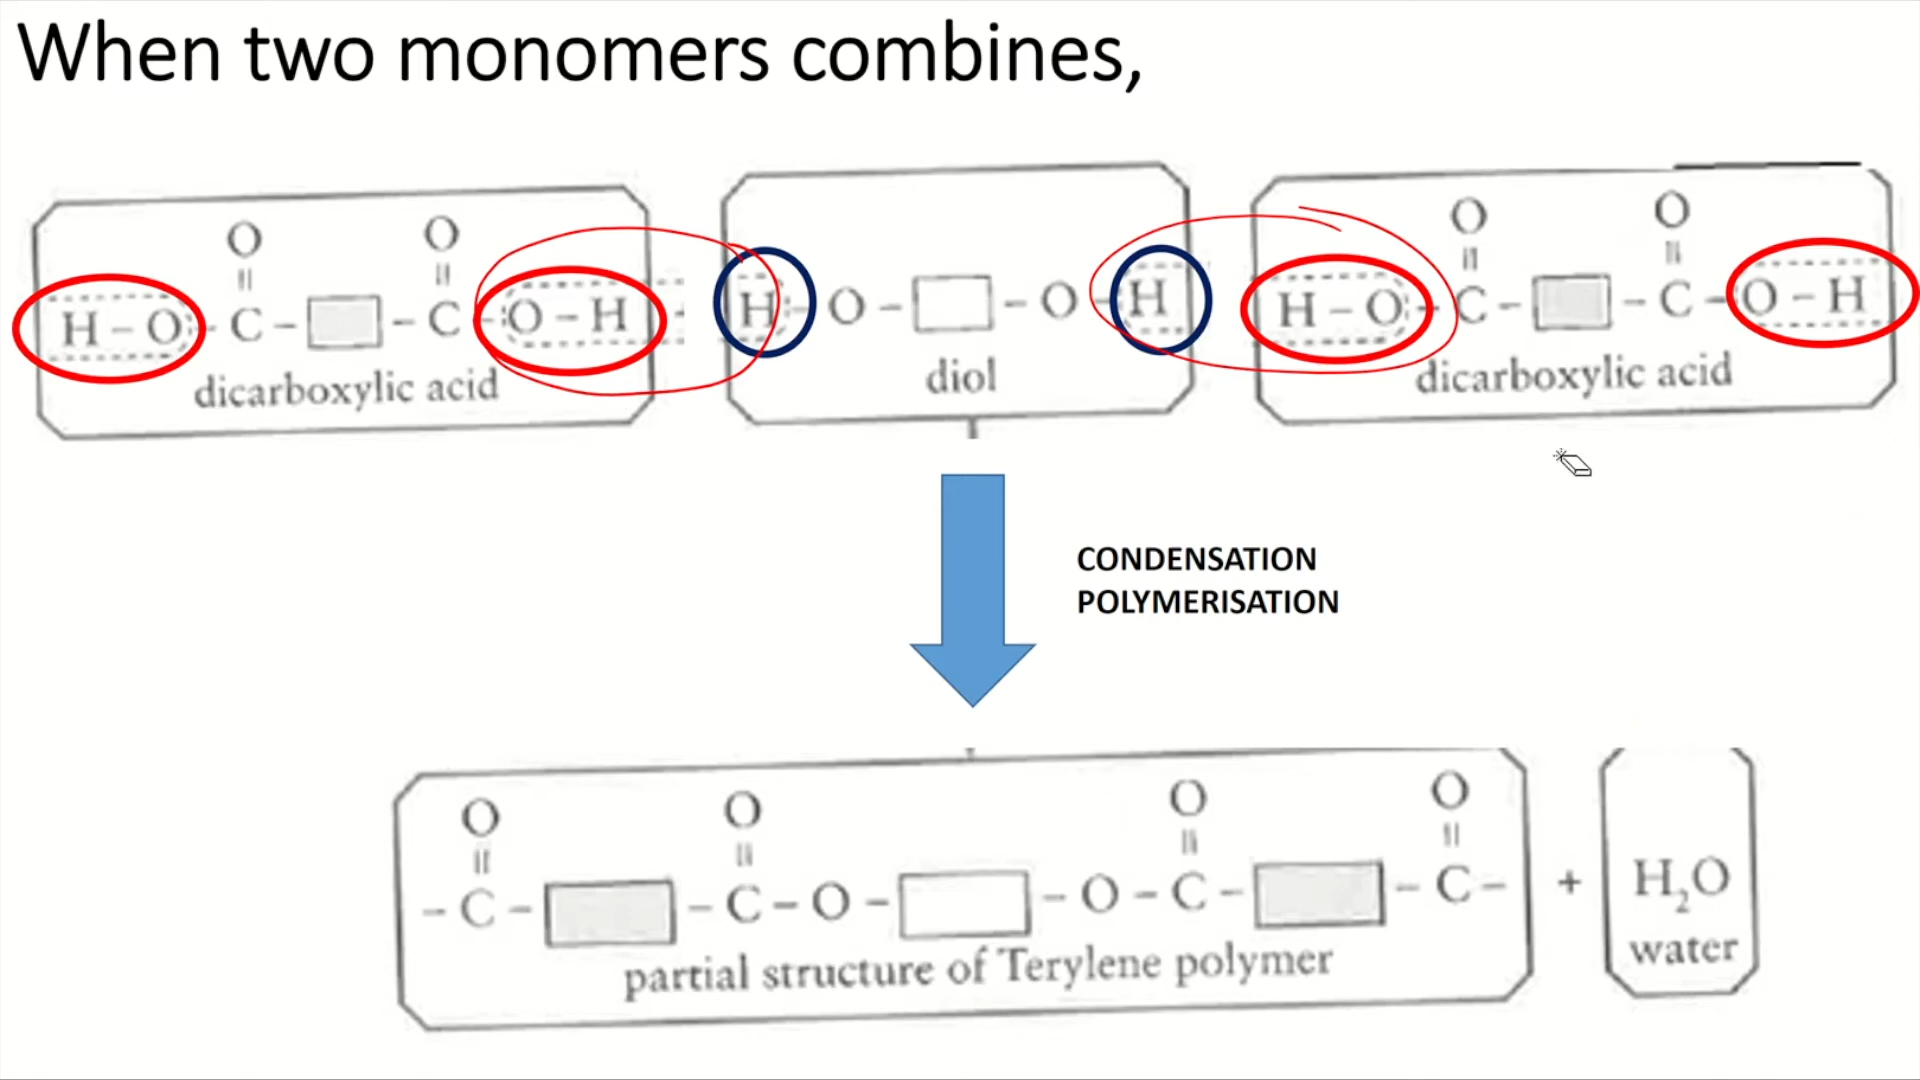 When two monomers combines,
O O O O
|| || || ||
H – O – C – – C – O – H H – O – – O – H H – O – C – – C – O – H
dicarboxylic acid diol dicarboxylic acid
CONDENSATION
POLYMERISATION
O O O O
|| || || ||
– C – – C – O – – O – C – – C – + H₂O
partial structure of Terylene polymer water